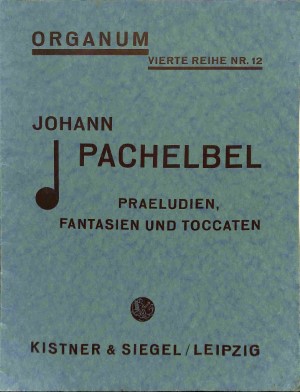 ORGANUM
VIERTE REIHE NR. 12
JOHANN
PACHELBEL
PRAELUDIEN,
FANTASIEN UND TOCCATEN
KISTNER & SIEGEL/LEIPZIG